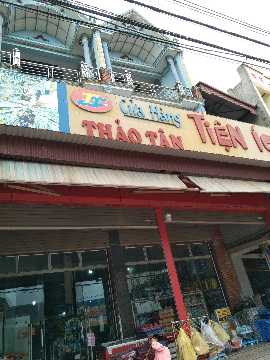 Cửa Hàng
THẢO TÂN
TIỆN Í